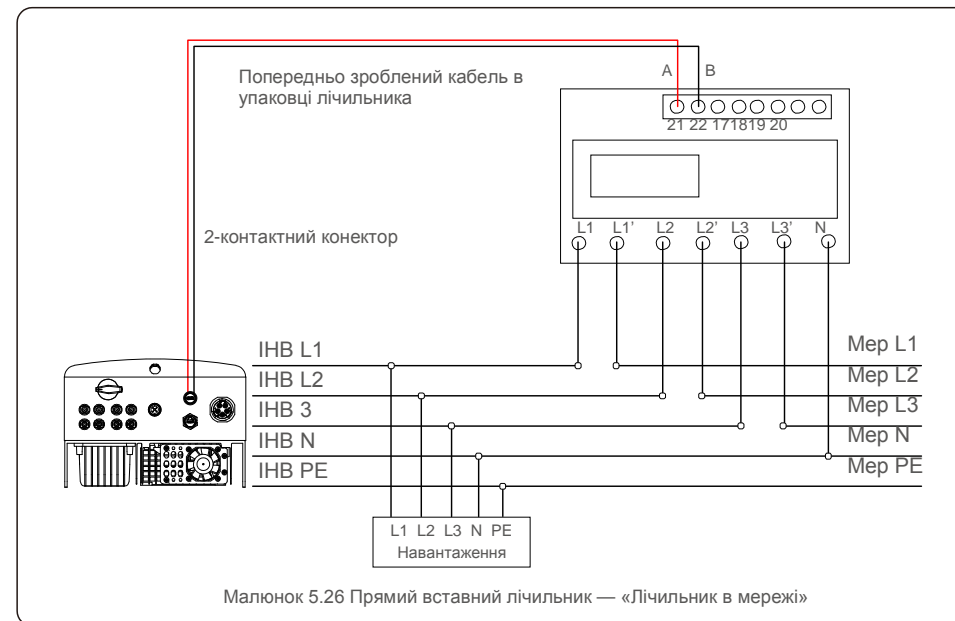 A B
Попередньо зроблений кабель в
упаковці лічильника
21 22 17 18 19 20
L1 L1’ L2 L2’ L3 L3’ N
2-контактний конектор
ІНВ L1 Мер L1
ІНВ L2 Мер L2
ІНВ 3 Мер L3
ІНВ N Мер N
ІНВ PE Мер PE
L1 L2 L3 N PE
Навантаження
Малюнок 5.26 Прямий вставний лічильник — «Лічильник в мережі»